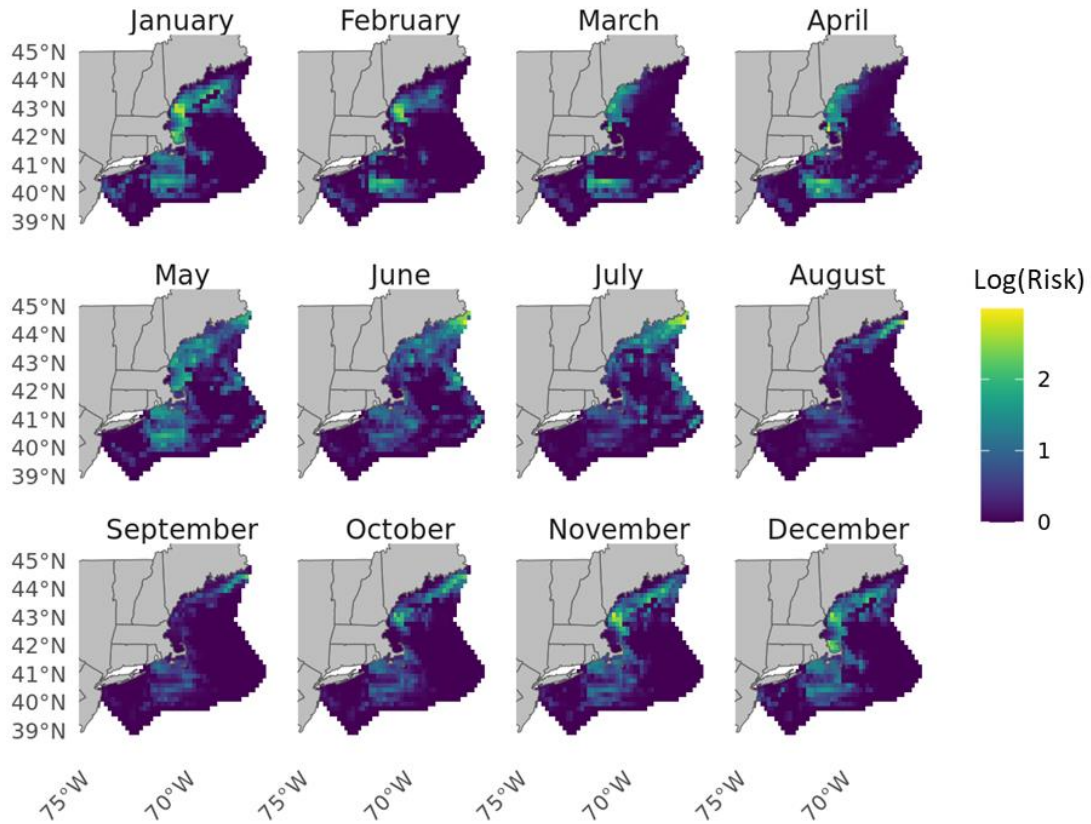 January February March April
45°N
44°N
43°N
42°N
41°N
40°N
39°N
May June July August
45°N
44°N
43°N
42°N
41°N
40°N
39°N
Log(Risk)
2
1
0
September October November December
45°N
44°N
43°N
42°N
41°N
40°N
39°N
75°W 70°W 75°W 70°W 75°W 70°W 75°W 70°W